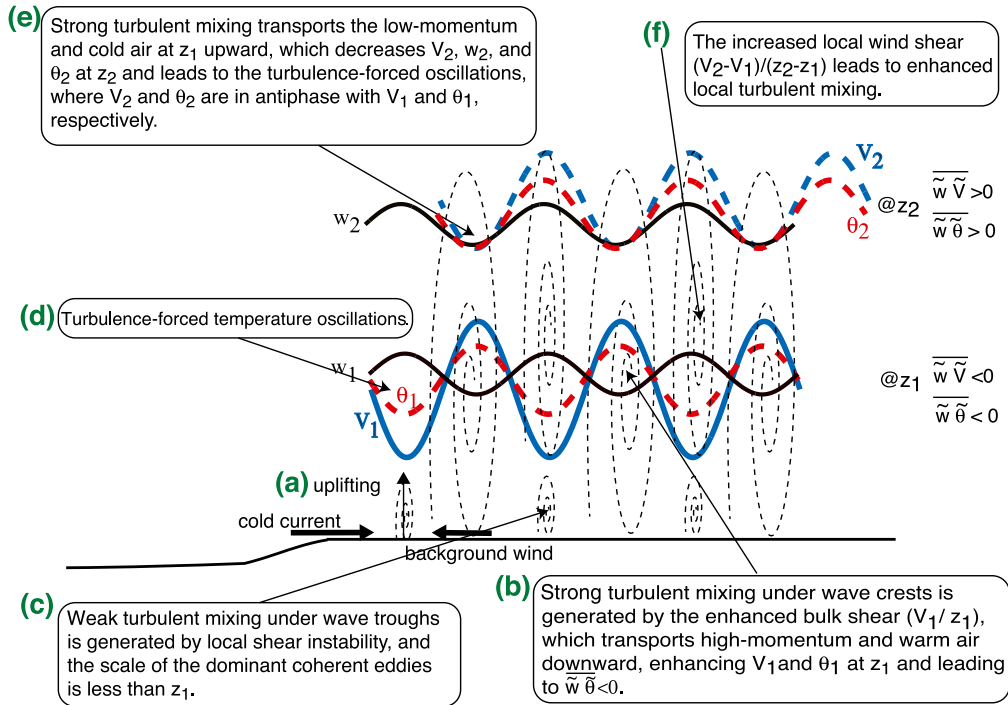 (e)
Strong turbulent mixing transports the low-momentum
and cold air at z1 upward, which decreases V2, w2, and
θ2 at z2 and leads to the turbulence-forced oscillations,
where V2 and θ2 are in antiphase with V1 and θ1,
respectively.
(f)
The increased local wind shear
(V2-V1)/(z2-z1) leads to enhanced
local turbulent mixing.
V2
w2
θ2
@z2
w̃ Ṽ >0
w̃ θ̃ > 0
(d)
Turbulence-forced temperature oscillations.
w1
θ1
V1
@z1
w̃ Ṽ <0
w̃ θ̃ < 0
(a) uplifting
cold current
background wind
(c)
Weak turbulent mixing under wave troughs
is generated by local shear instability, and
the scale of the dominant coherent eddies
is less than z1.
(b)
Strong turbulent mixing under wave crests is
generated by the enhanced bulk shear (V1/ z1),
which transports high-momentum and warm air
downward, enhancing V1 and θ1 at z1 and leading
to w̃ θ̃<0.